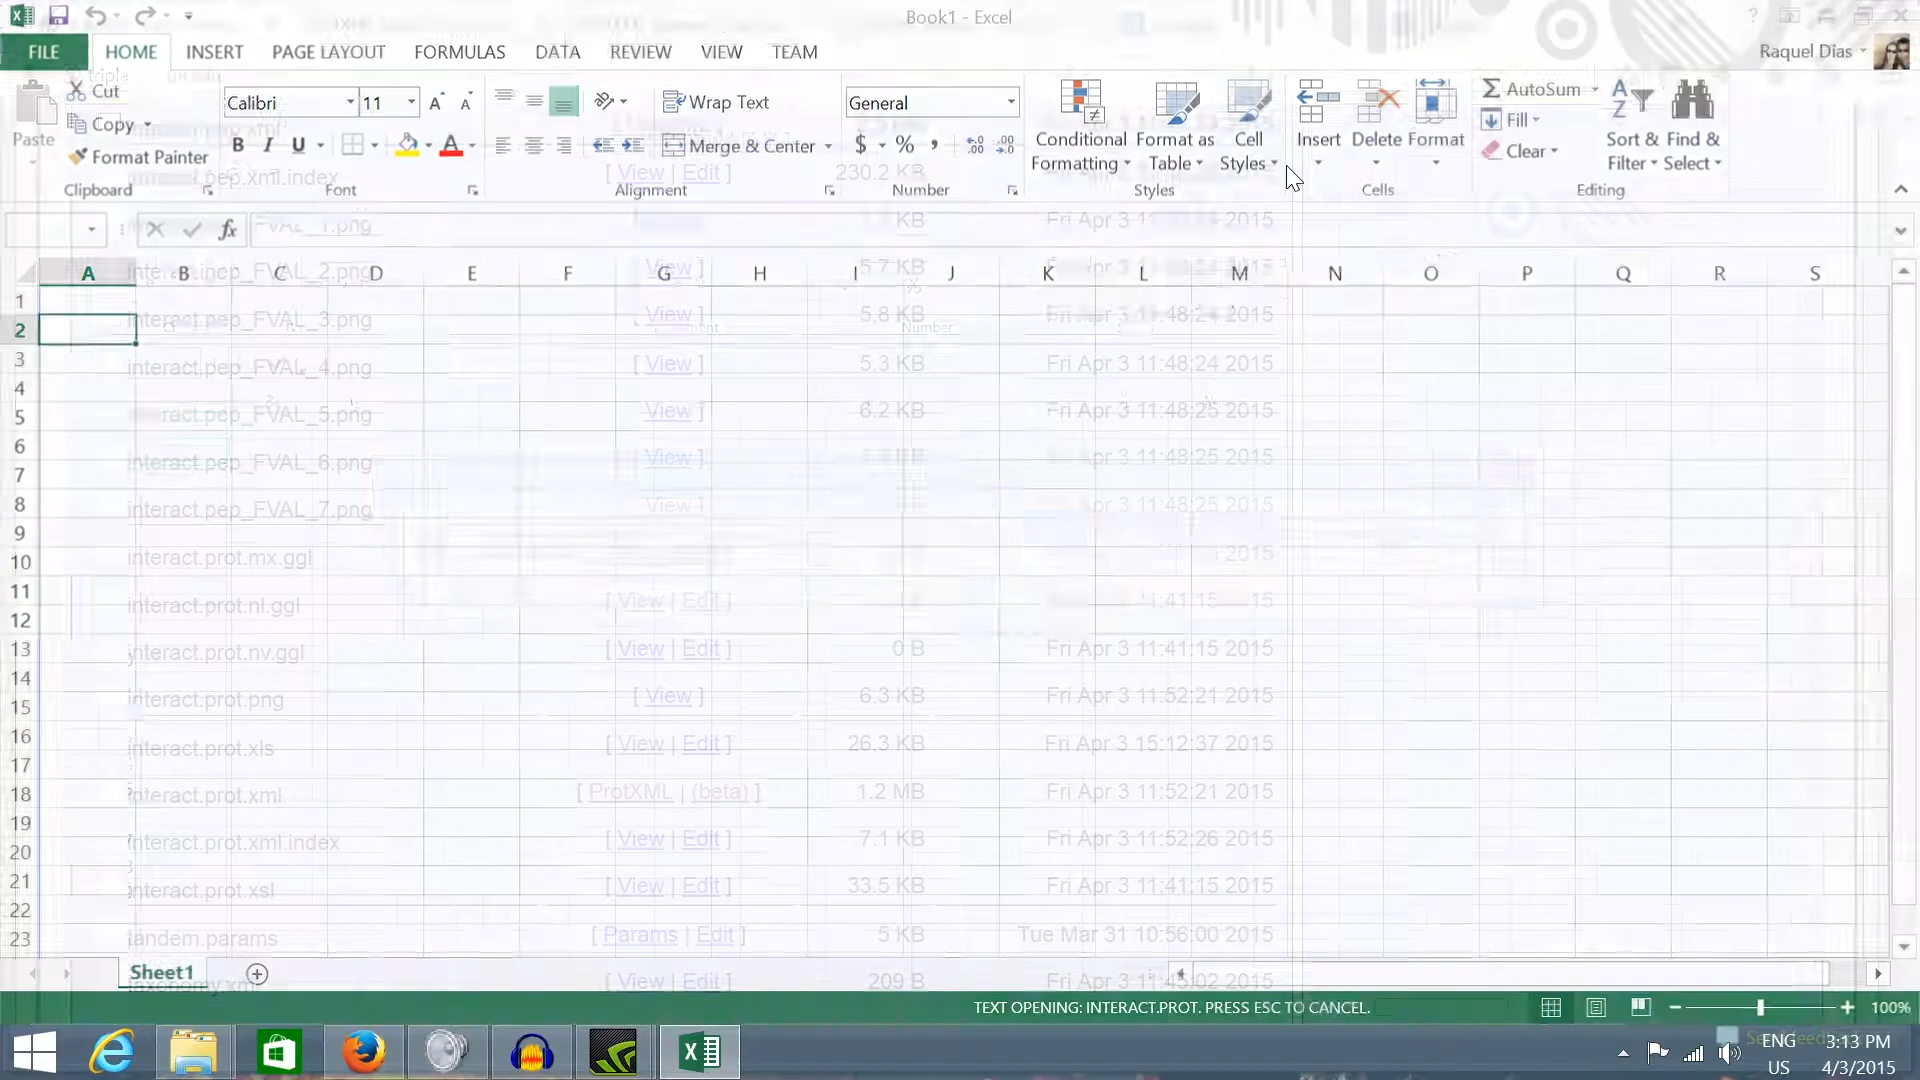 Book1 - Excel
FILE HOME INSERT PAGE LAYOUT FORMULAS DATA REVIEW VIEW TEAM Raquel Dias
Paste
Cut
Copy
Format Painter
Clipboard
Calibri 11
B I U
Font
Wrap Text
Merge & Center
Alignment
General
$ % ,
Number
Conditional Formatting
Format as Table
Cell Styles
Styles
Insert Delete Format
Cells
AutoSum
Fill
Clear
Sort & Filter
Find & Select
Editing
tripla
pep.xml.index [ View | Edit ] 230.2 KB
fx
FVAL_1.png KB Fri Apr 3 2015
A B C D E F G H I J K L M N O P Q R S
interact.pep_FVAL_2.png [ View ] 5.7 KB
1
2
3
4
5
6
7
8
9
10
11
12
13
14
15
16
17
18
19
20
21
22
23
interact.pep_FVAL_3.png [ View ] 5.8 KB Fri Apr 3 11:48:24 2015
interact.pep_FVAL_4.png [ View ] 5.3 KB Fri Apr 3 11:48:24 2015
interact.pep_FVAL_5.png [ View ] 6.2 KB Fri Apr 3 11:48:25 2015
interact.pep_FVAL_6.png [ View ] Fri Apr 3 11:48:25 2015
interact.pep_FVAL_7.png View ] Fri Apr 3 11:48:25 2015
interact.prot.mx.ggl 2015
interact.prot.nl.ggl [ View | Edit ] 11:41:15
interact.prot.nv.ggl [ View | Edit ] 0 B Fri Apr 3 11:41:15 2015
interact.prot.png [ View ] 6.3 KB Fri Apr 3 11:52:21 2015
interact.prot.xls [ View | Edit ] 26.3 KB Fri Apr 3 15:12:37 2015
interact.prot.xml [ ProtXML | (beta) ] 1.2 MB Fri Apr 3 11:52:21 2015
interact.prot.xml.index [ View | Edit ] 7.1 KB Fri Apr 3 11:52:26 2015
interact.prot.xsl [ View | Edit ] 33.5 KB Fri Apr 3 11:41:15 2015
tandem.params [ Params | Edit ] 5 KB Tue Mar 31 10:56:00 2015
taxonomy.xml [ View | Edit ] 209 B Fri Apr 3 11:45:02 2015
Sheet1
TEXT OPENING: INTERACT.PROT. PRESS ESC TO CANCEL. 100%
ENG 3:13 PM
US 4/3/2015